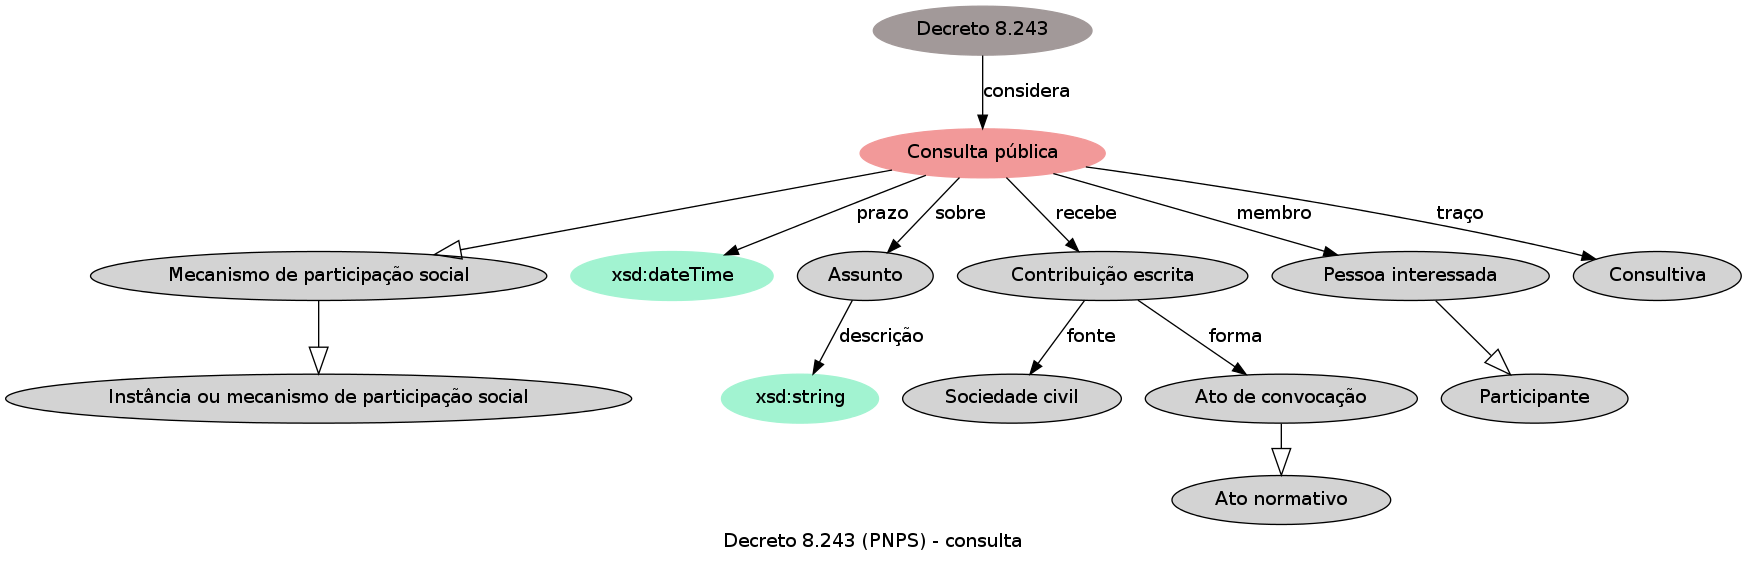 Decreto 8.243
considera
Consulta pública
prazo
sobre
recebe
membro
traço
Mecanismo de participação social
xsd:dateTime
Assunto
Contribuição escrita
Pessoa interessada
Consultiva
descrição
fonte
forma
Instância ou mecanismo de participação social
xsd:string
Sociedade civil
Ato de convocação
Participante
Ato normativo
Decreto 8.243 (PNPS) - consulta